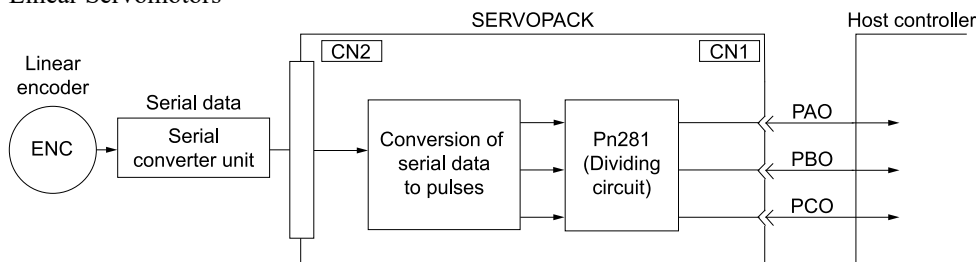 Linear Servomotors
SERVOPACK
Host controller
CN2
CN1
Linear
encoder
ENC
Serial data
Serial
converter unit
Conversion of
serial data
to pulses
Pn281
(Dividing
circuit)
PAO
PBO
PCO